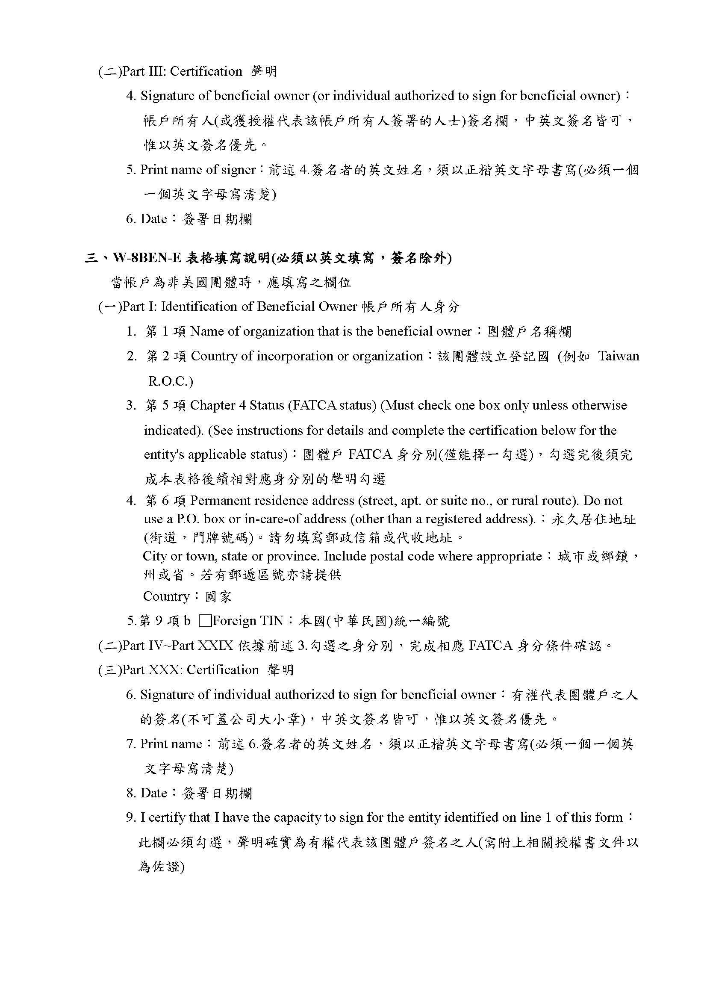 (二)Part III: Certification 聲明
4. Signature of beneficial owner (or individual authorized to sign for beneficial owner)：
帳戶所有人(或獲授權代表該帳戶所有人簽署的人士)簽名欄，中英文簽名皆可，
惟以英文簽名優先。
5. Print name of signer：前述 4.簽名者的英文姓名，須以正楷英文字母書寫(必須一個
一個英文字母寫清楚)
6. Date：簽署日期欄
三、W-8BEN-E 表格填寫說明(必須以英文填寫，簽名除外)
當帳戶為非美國團體時，應填寫之欄位
(一)Part I: Identification of Beneficial Owner 帳戶所有人身分
1. 第 1 項 Name of organization that is the beneficial owner：團體戶名稱欄
2. 第 2 項 Country of incorporation or organization：該團體設立登記國 (例如 Taiwan
R.O.C.)
3. 第 5 項 Chapter 4 Status (FATCA status) (Must check one box only unless otherwise
indicated). (See instructions for details and complete the certification below for the
entity's applicable status)：團體戶 FATCA 身分別(僅能擇一勾選)，勾選完後須完
成本表格後續相對應身分別的聲明勾選
4. 第 6 項 Permanent residence address (street, apt. or suite no., or rural route). Do not
use a P.O. box or in-care-of address (other than a registered address).：永久居住地址
(街道，門牌號碼)。請勿填寫郵政信箱或代收地址。
City or town, state or province. Include postal code where appropriate：城市或鄉鎮，
州或省。若有郵遞區號亦請提供
Country：國家
5.第 9 項 b □Foreign TIN：本國(中華民國)統一編號
(二)Part IV~Part XXIX 依據前述 3.勾選之身分別，完成相應 FATCA 身分條件確認。
(三)Part XXX: Certification 聲明
6. Signature of individual authorized to sign for beneficial owner：有權代表團體戶之人
的簽名(不可蓋公司大小章)，中英文簽名皆可，惟以英文簽名優先。
7. Print name：前述 6.簽名者的英文姓名，須以正楷英文字母書寫(必須一個一個英
文字母寫清楚)
8. Date：簽署日期欄
9. I certify that I have the capacity to sign for the entity identified on line 1 of this form：
此欄必須勾選，聲明確實為有權代表該團體戶簽名之人(需附上相關授權書文件以
為佐證)